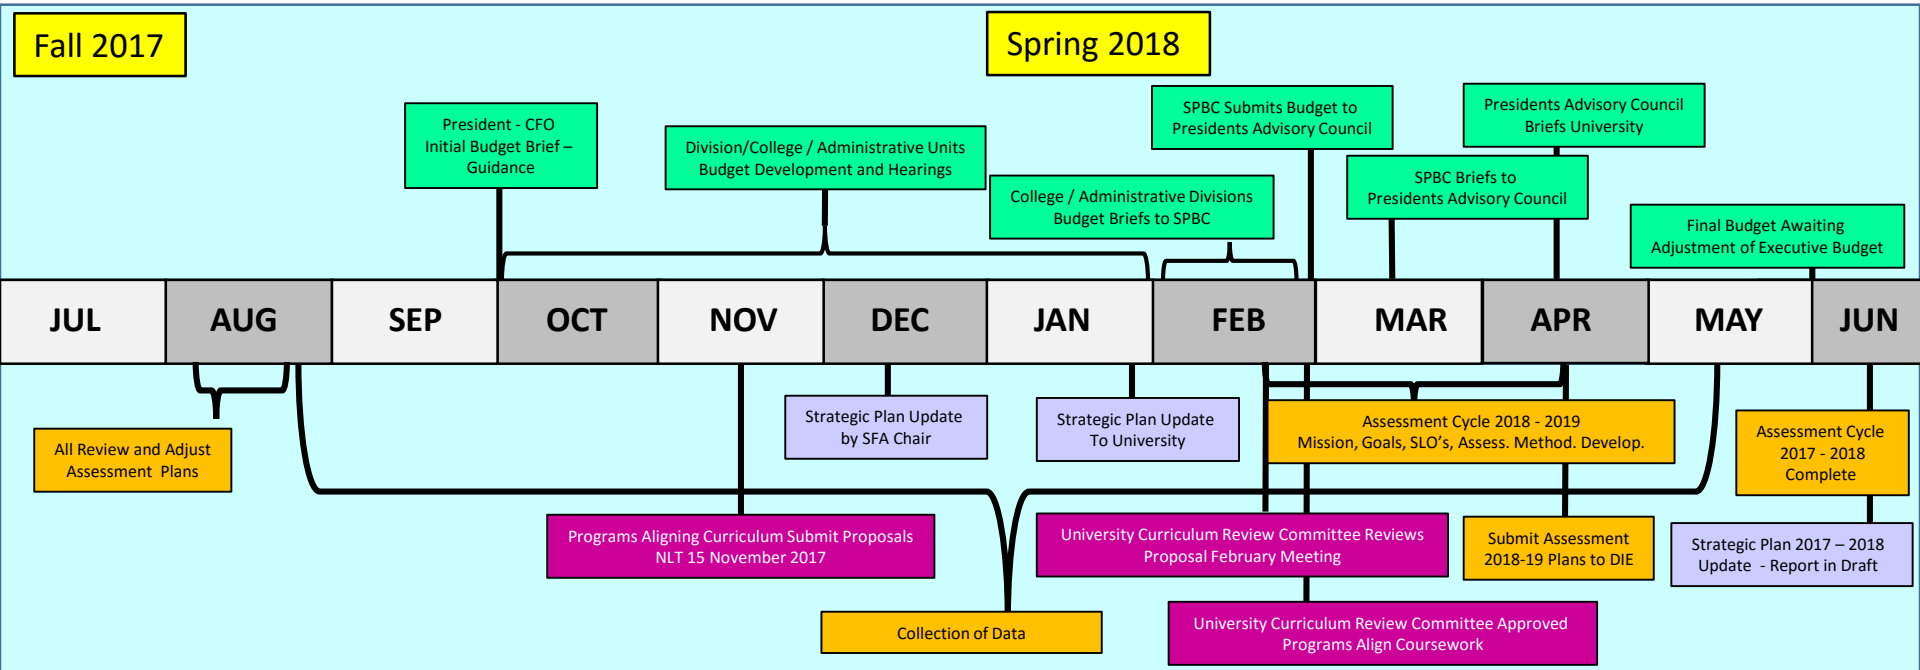 Fall 2017
Spring 2018
President - CFO
Initial Budget Brief –
Guidance
Division/College / Administrative Units
Budget Development and Hearings
College / Administrative Divisions
Budget Briefs to SPBC
SPBC Submits Budget to
Presidents Advisory Council
SPBC Briefs to
Presidents Advisory Council
Presidents Advisory Council
Briefs University
Final Budget Awaiting
Adjustment of Executive Budget
JUL AUG SEP OCT NOV DEC JAN FEB MAR APR MAY JUN
All Review and Adjust
Assessment Plans
Strategic Plan Update
by SFA Chair
Strategic Plan Update
To University
Assessment Cycle 2018 - 2019
Mission, Goals, SLO's, Assess. Method. Develop.
Assessment Cycle
2017 - 2018
Complete
Programs Aligning Curriculum Submit Proposals
NLT 15 November 2017
University Curriculum Review Committee Reviews
Proposal February Meeting
Submit Assessment
2018-19 Plans to DIE
Strategic Plan 2017 – 2018
Update - Report in Draft
Collection of Data
University Curriculum Review Committee Approved
Programs Align Coursework